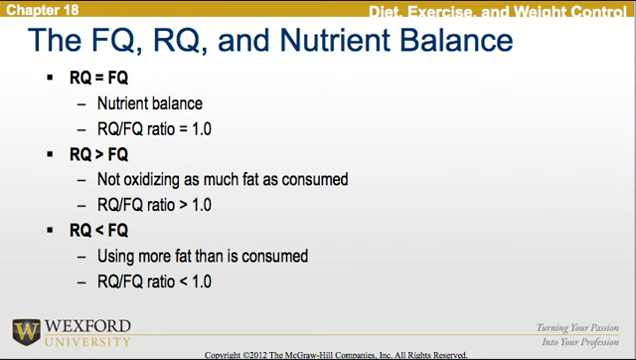 Chapter 18
Diet, Exercise, and Weight Control
The FQ, RQ, and Nutrient Balance
▪ RQ = FQ
– Nutrient balance
– RQ/FQ ratio = 1.0
▪ RQ > FQ
– Not oxidizing as much fat as consumed
– RQ/FQ ratio > 1.0
▪ RQ < FQ
– Using more fat than is consumed
– RQ/FQ ratio < 1.0
W WEXFORD
UNIVERSITY
Turning Your Passion
Into Your Profession
Copyright ©2012 The McGraw-Hill Companies, Inc. All Rights Reserved.